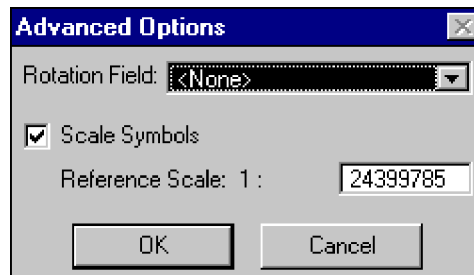 Advanced Options
Rotation Field: <None>
Scale Symbols
Reference Scale: 1 : 24399785
OK Cancel